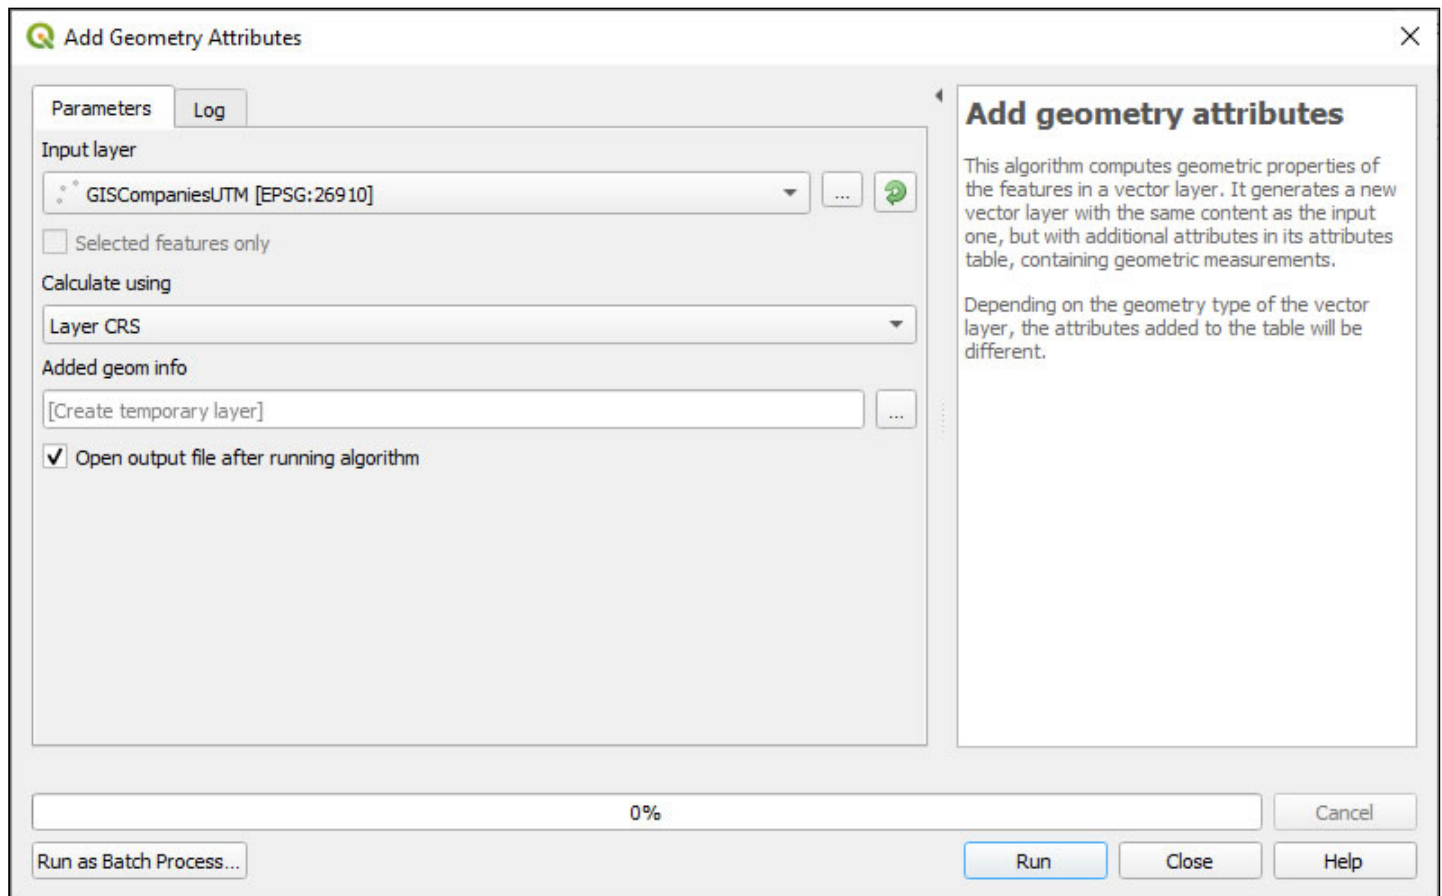 Add Geometry Attributes
Parameters
Log
Input layer
GISCompaniesUTM [EPSG:26910]
...
Selected features only
Calculate using
Layer CRS
Added geom info
[Create temporary layer]
...
Open output file after running algorithm
Add geometry attributes
This algorithm computes geometric properties of
the features in a vector layer. It generates a new
vector layer with the same content as the input
one, but with additional attributes in its attributes
table, containing geometric measurements.
Depending on the geometry type of the vector
layer, the attributes added to the table will be
different.
0%
Cancel
Run as Batch Process...
Run
Close
Help